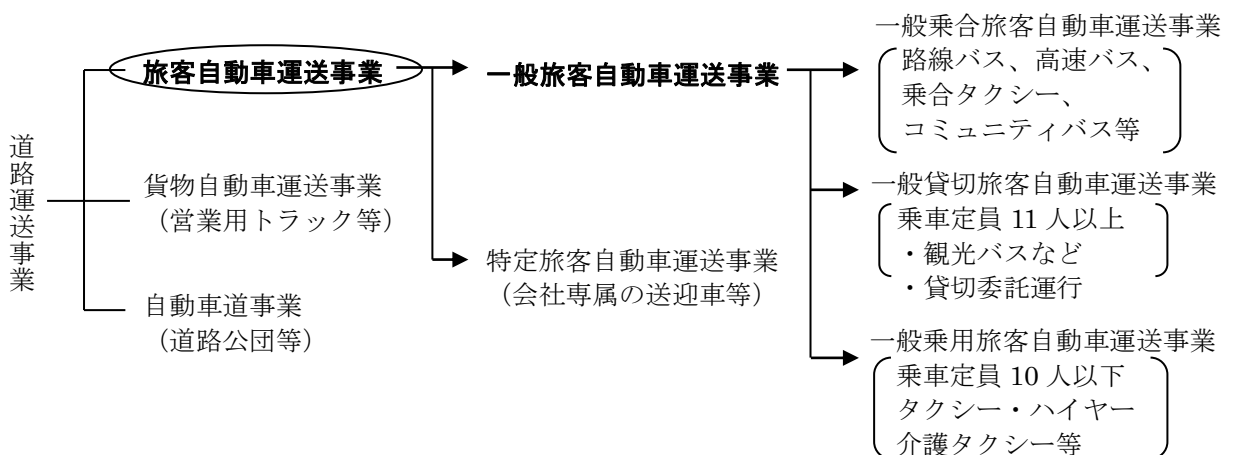 道路運送事業
旅客自動車運送事業
貨物自動車運送事業
(営業用トラック等)
自動車道事業
(道路公団等)
一般旅客自動車運送事業
特定旅客自動車運送事業
(会社専属の送迎車等)
一般乗合旅客自動車運送事業
路線バス、高速バス、
乗合タクシー、
コミュニティバス等
一般貸切旅客自動車運送事業
乗車定員 11 人以上
・観光バスなど
・貸切委託運行
一般乗用旅客自動車運送事業
乗車定員 10 人以下
タクシー・ハイヤー
介護タクシー等